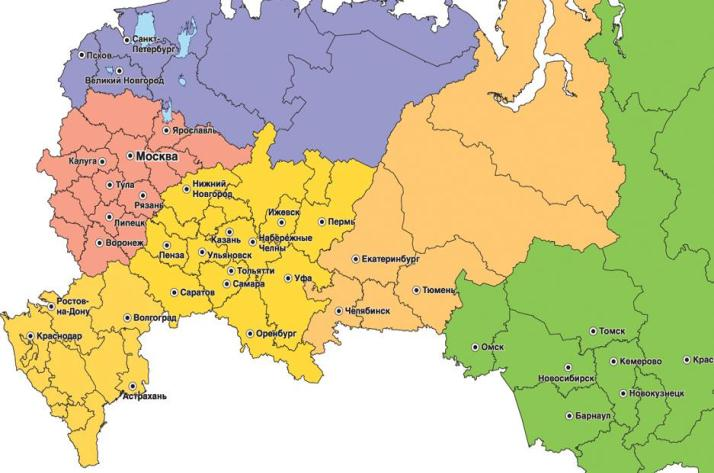 Санкт-
Петербург
Псков
Великий Новгород
Ярославль
Москва
Калуга
Тула
Рязань
Липецк
Воронеж
Нижний
Новгород
Ижевск
Пермь
Казань
Набережные
Челны
Пенза
Ульяновск
Тольятти
Самара
Уфа
Саратов
Оренбург
Екатеринбург
Тюмень
Челябинск
Ростов-
на-Дону
Волгоград
Краснодар
Астрахань
Омск
Томск
Кемерово
Крас
Новосибирск
Новокузнецк
Барнаул